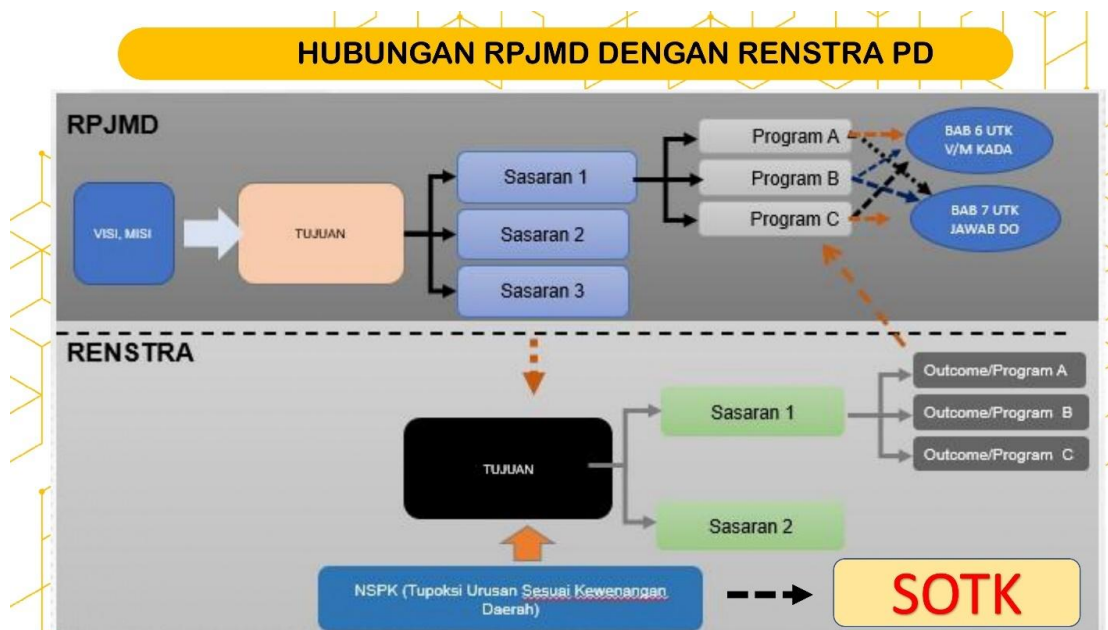 HUBUNGAN RPJMD DENGAN RENSTRA PD
RPJMD
VISI, MISI
TUJUAN
Sasaran 1
Sasaran 2
Sasaran 3
Program A
Program B
Program C
BAB 6 UTK
V/M KADA
BAB 7 UTK
JAWAB DO
RENSTRA
TUJUAN
Sasaran 1
Sasaran 2
Outcome/Program A
Outcome/Program B
Outcome/Program C
NSPK (Tupoksi Urusan Sesuai Kewenangan
Daerah)
SOTK